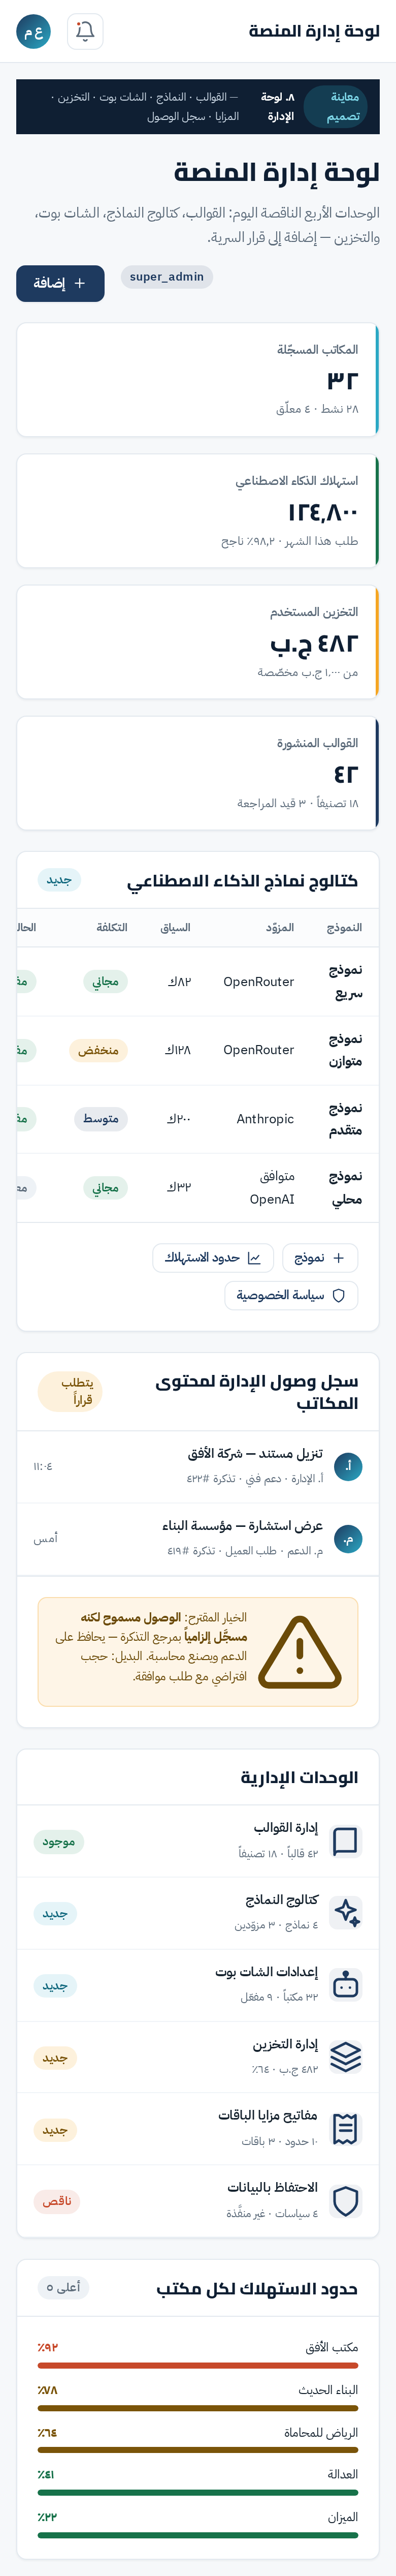 لوحة إدارة المنصة
ع م
معاينة تصميم
٨. لوحة الإدارة
— القوالب · النماذج · الشات بوت · التخزين · المزايا · سجل الوصول
لوحة إدارة المنصة
الوحدات الأربع الناقصة اليوم: القوالب، كتالوج النماذج، الشات بوت،
والتخزين — إضافة إلى قرار السرية.
super_admin
إضافة
المكاتب المسجّلة
٣٢
٢٨ نشط · ٤ معلّق
استهلاك الذكاء الاصطناعي
١٢٤٬٨٠٠
طلب هذا الشهر · ٩٨٫٢٪ ناجح
التخزين المستخدم
٤٨٢ ج.ب
من ١٬٠٠٠ ج.ب مخصّصة
القوالب المنشورة
٤٢
١٨ تصنيفاً · ٣ قيد المراجعة
كتالوج نماذج الذكاء الاصطناعي
جديد
النموذج المزوّد السياق التكلفة
نموذج سريع OpenRouter ٨٢ك مجاني
نموذج متوازن OpenRouter ١٢٨ك منخفض
نموذج متقدم Anthropic ٢٠٠ك متوسط
نموذج محلي متوافق OpenAI ٣٢ك مجاني
نموذج
حدود الاستهلاك
سياسة الخصوصية
سجل وصول الإدارة لمحتوى
المكاتب
يتطلب قراراً
أ.
تنزيل مستند — شركة الأفق
أ. الإدارة · دعم فني · تذكرة #٤٢٢
١١:٠٤
م.
عرض استشارة — مؤسسة البناء
م. الدعم · طلب العميل · تذكرة #٤١٩
أمس
الخيار المقترح: الوصول مسموح لكنه
مسجَّل إلزامياً بمرجع التذكرة — يحافظ على
الدعم ويصنع محاسبة. البديل: حجب
افتراضي مع طلب موافقة.
الوحدات الإدارية
إدارة القوالب
٤٢ قالباً · ١٨ تصنيفاً
موجود
كتالوج النماذج
٤ نماذج · ٣ مزوّدين
جديد
إعدادات الشات بوت
٣٢ مكتباً · ٩ مفعّل
جديد
إدارة التخزين
٤٨٢ ج.ب · ٦٤٪
جديد
مفاتيح مزايا الباقات
١٠ حدود · ٣ باقات
جديد
الاحتفاظ بالبيانات
٤ سياسات · غير منفَّذة
ناقص
حدود الاستهلاك لكل مكتب
أعلى ٥
مكتب الأفق ٩٢٪
البناء الحديث ٧٨٪
الرياض للمحاماة ٦٤٪
العدالة ٤١٪
الميزان ٢٢٪